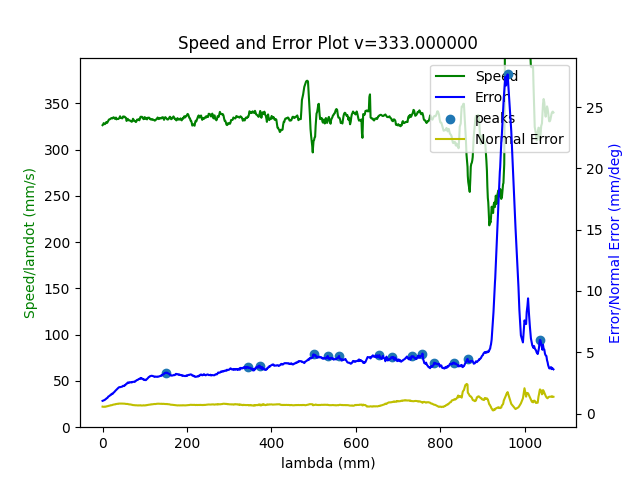 Speed and Error Plot v=333.000000
Speed
Error
peaks
Normal Error
350
300
250
200
150
100
50
0
25
20
15
10
5
0
0 200 400 600 800 1000
lambda (mm)
Speed/lamdot (mm/s)
Error/Normal Error (mm/deg)